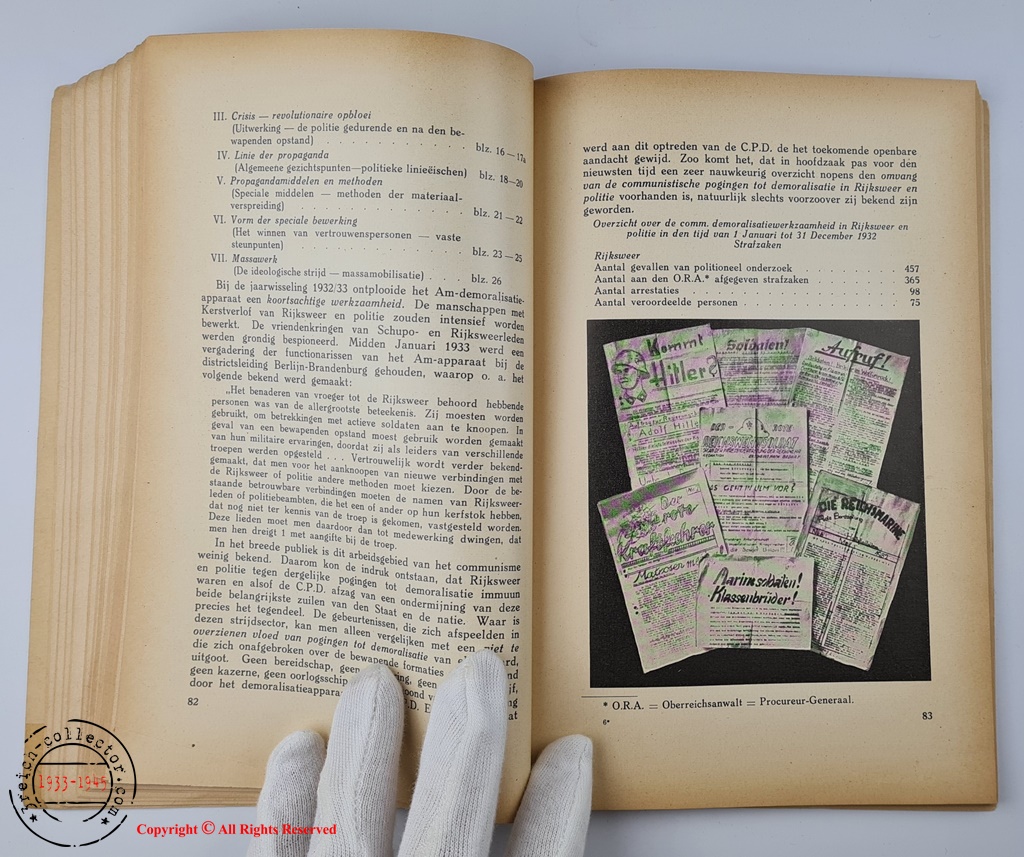 III. Crisis — revolutionaire opbloei
(Uitwerking — de politie gedurende en na den be-
wapenden opstand) . . . . . . . . . . . blz. 16—17a
IV. Linie der propaganda
(Algemeene gezichtspunten—politieke linieëischen) blz. 18—20
V. Propagandamiddelen en methoden
(Speciale middelen — methoden der materiaal-
verspreiding) . . . . . . . . . . . . blz. 21—22
VI. Vorm der speciale bewerking
(Het winnen van vertrouwenspersonen — vaste
steunpunten) . . . . . . . . . . . . blz. 23—25
VII. Massawerk
(De ideologische strijd — massamobilisatie) . . blz. 26
Bij de jaarwisseling 1932/33 ontplooide het Am-demoralisatie-
apparaat een koortsachtige werkzaamheid. De manschappen met
Kerstverlof van Rijksweer en politie zouden intensief worden
bewerkt. De vriendenkringen van Schupo- en Rijksweerleden
werden grondig bespioneerd. Midden Januari 1933 werd een
vergadering der functionarissen van het Am-apparaat bij de
districtsleiding Berlijn-Brandenburg gehouden, waarop o. a. het
volgende bekend werd gemaakt:
„Het benaderen van vroeger tot de Rijksweer behoord hebbende
personen was van de allergrootste beteekenis. Zij moesten worden
gebruikt, om betrekkingen met actieve soldaten aan te knoopen. In
geval van een bewapenden opstand moest gebruik worden gemaakt
van hun militaire ervaringen, doordat zij als leiders van verschillende
troepen werden opgesteld . . . Vertrouwelijk wordt verder bekend-
gemaakt, dat men voor het aanknoopen van nieuwe verbindingen met
de Rijksweer of politie andere methoden moet kiezen. Door de be-
staande betrouwbare verbindingen moeten de namen van Rijksweer-
leden of politiebeambten, die het een of ander op hun kerfstok hebben,
dat nog niet ter kennis van de troep is gekomen, vastgesteld worden.
Deze lieden moet men daardoor dan tot medewerking dwingen, dat
men hen dreigt 1 met aangifte bij de troep.
In het breede publiek is dit arbeidsgebied van het communisme
weinig bekend. Daarom kon de indruk ontstaan, dat Rijksweer
en politie tegen dergelijke pogingen tot demoralisatie immuun
waren en alsof de C.P.D. afzag van een ondermijning van deze
beide belangrijkste zuilen van den Staat en de natie. Waar is
precies het tegendeel. De gebeurtenissen, die zich afspeelden in
dezen strijdsector, kan men alleen vergelijken met een niet te
overzienen vloed van pogingen tot demoralisatie van
die zich onafgebroken over de bewapende formaties
uitgoot. Geen bereidschap, geen
geen kazerne, geen oorlogsschip
door het demoralisatieapparaat
82
werd aan dit optreden van de C.P.D. de het toekomende openbare
aandacht gewijd. Zoo komt het, dat in hoofdzaak pas voor den
nieuwsten tijd een zeer nauwkeurig overzicht nopens den omvang
van de communistische pogingen tot demoralisatie in Rijksweer en
politie voorhanden is, natuurlijk slechts voorzoover zij bekend zijn
geworden.
Overzicht over de comm. demoralisatiewerkzaamheid in Rijksweer en
politie in den tijd van 1 Januari tot 31 December 1932
Strafzaken
Rijksweer
Aantal gevallen van politioneel onderzoek . . . . . . . . 457
Aantal aan den O.R.A.* afgegeven strafzaken . . . . . . . 365
Aantal arrestaties . . . . . . . . . . . . . . . 98
Aantal veroordeelde personen . . . . . . . . . . . . 75
Kommt Hitler?
Soldaten!
Aufruf!
Adolf Hitler
DER ROTE
REICHSWEHRSOLDAT
Der Rote
DIE REICHSMARINE
Marinesoldaten!
Klassenbrüder!
* O.R.A. = Oberreichsanwalt = Procureur-Generaal.
6*
83
3reich-collector.com
1933-1945
Copyright © All Rights Reserved